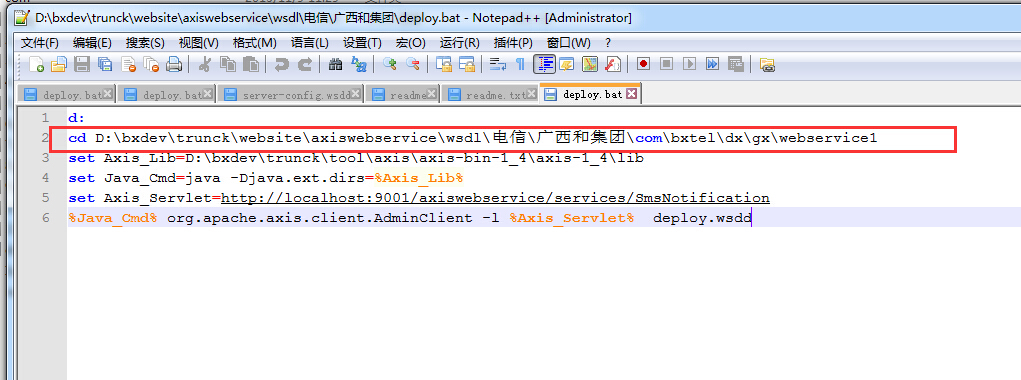 D:\bxdev\trunck\website\axiswebservice\wsdl\电信\广西和集团\deploy.bat - Notepad++ [Administrator]
文件(F) 编辑(E) 搜索(S) 视图(V) 格式(M) 语言(L) 设置(T) 宏(O) 运行(R) 插件(P) 窗口(W) ?
deploy.bat deploy.bat server-config.wsdd readme readme.txt deploy.bat
1 d:
2 cd D:\bxdev\trunck\website\axiswebservice\wsdl\电信\广西和集团\com\bxtel\dx\gx\webservice1
3 set Axis_Lib=D:\bxdev\trunck\tool\axis\axis-bin-1_4\axis-1_4\lib
4 set Java_Cmd=java -Djava.ext.dirs=%Axis_Lib%
5 set Axis_Servlet=http://localhost:9001/axiswebservice/services/SmsNotification
6 %Java_Cmd% org.apache.axis.client.AdminClient -l %Axis_Servlet%  deploy.wsdd